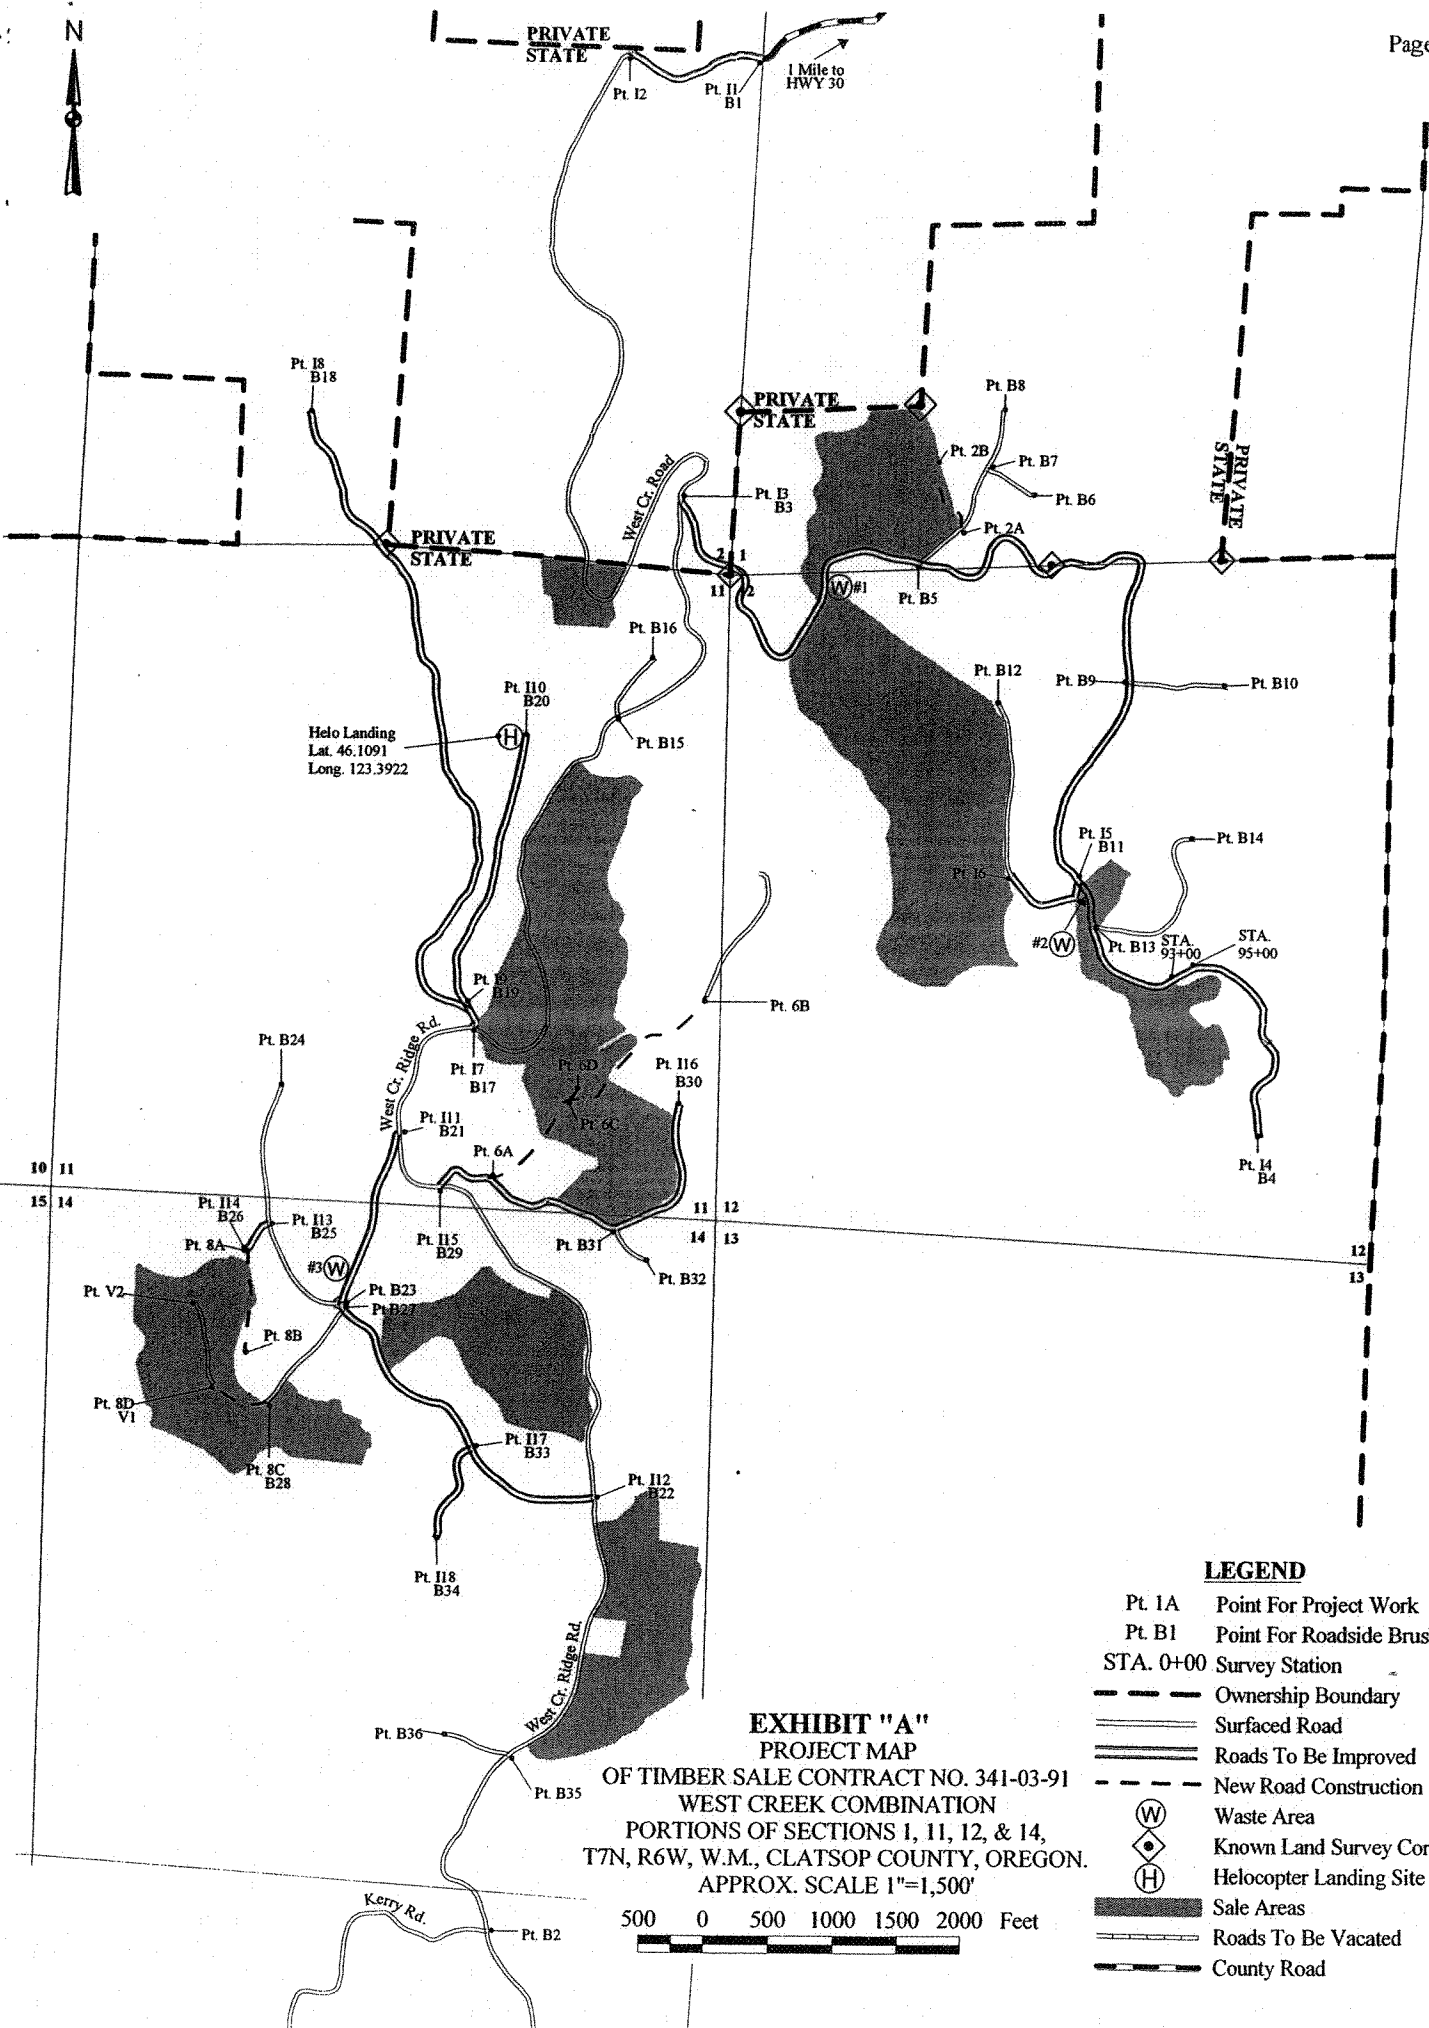 N
Page
PRIVATE
STATE
Pt. I2
Pt. I1
B1
1 Mile to
HWY 30
Pt. I8
B18
PRIVATE
STATE
Pt. B8
Pt. 2B
Pt. B7
Pt. B6
Pt. 2A
PRIVATE
STATE
West Cr. Road
Pt. I3
B3
PRIVATE
STATE
2 1
11 12
W #1
Pt. B5
Pt. B16
Pt. B12
Pt. B9
Pt. B10
Pt. I10
B20
Helo Landing
Lat. 46.1091
Long. 123.3922
H
Pt. B15
Pt. I5
B11
Pt. B14
Pt. I6
#2 W
Pt. B13
STA.
93+00
STA.
95+00
Pt. I9
B19
Pt. 6B
West Cr. Ridge Rd.
Pt. B24
Pt. I7
B17
Pt. 6D
Pt. I16
B30
Pt. 6C
Pt. I11
B21
Pt. 6A
Pt. I4
B4
10 11
15 14
Pt. I14
B26
Pt. I13
B25
Pt. 8A
Pt. I15
B29
Pt. B31
11 12
14 13
Pt. B32
12
13
#3 W
Pt. V2
Pt. B23
Pt. B27
Pt. 8B
Pt. 8D
V1
Pt. 8C
B28
Pt. I17
B33
Pt. I12
B22
Pt. I18
B34
West Cr. Ridge Rd.
Pt. B36
Pt. B35
Kerry Rd.
Pt. B2
EXHIBIT "A"
PROJECT MAP
OF TIMBER SALE CONTRACT NO. 341-03-91
WEST CREEK COMBINATION
PORTIONS OF SECTIONS 1, 11, 12, & 14,
T7N, R6W, W.M., CLATSOP COUNTY, OREGON.
APPROX. SCALE 1"=1,500'
500 0 500 1000 1500 2000 Feet
LEGEND
Pt. 1A Point For Project Work
Pt. B1 Point For Roadside Brus
STA. 0+00 Survey Station
Ownership Boundary
Surfaced Road
Roads To Be Improved
New Road Construction
W Waste Area
Known Land Survey Cor
H Helocopter Landing Site
Sale Areas
Roads To Be Vacated
County Road